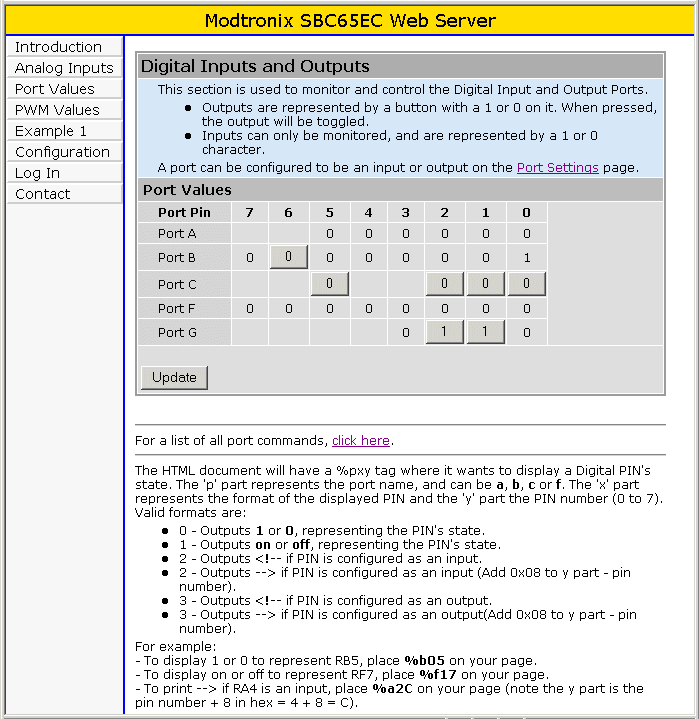 Modtronix SBC65EC Web Server
Introduction
Analog Inputs
Port Values
PWM Values
Example 1
Configuration
Log In
Contact
Digital Inputs and Outputs
This section is used to monitor and control the Digital Input and Output Ports.
● Outputs are represented by a button with a 1 or 0 on it. When pressed,
the output will be toggled.
● Inputs can only be monitored, and are represented by a 1 or 0
character.
A port can be configured to be an input or output on the Port Settings page.
Port Values
Port Pin 7 6 5 4 3 2 1 0
Port A 0 0 0 0 0 0
Port B 0 0 0 0 0 0 0 1
Port C 0 0 0 0
Port F 0 0 0 0 0 0 0 0
Port G 0 1 1 0
Update
For a list of all port commands, click here.
The HTML document will have a %pxy tag where it wants to display a Digital PIN's
state. The 'p' part represents the port name, and can be a, b, c or f. The 'x' part
represents the format of the displayed PIN and the 'y' part the PIN number (0 to 7).
Valid formats are:
● 0 - Outputs 1 or 0, representing the PIN's state.
● 1 - Outputs on or off, representing the PIN's state.
● 2 - Outputs <!-- if PIN is configured as an input.
● 2 - Outputs --> if PIN is configured as an input (Add 0x08 to y part - pin
number).
● 3 - Outputs <!-- if PIN is configured as an output.
● 3 - Outputs --> if PIN is configured as an output(Add 0x08 to y part - pin
number).
For example:
- To display 1 or 0 to represent RB5, place %b05 on your page.
- To display on or off to represent RF7, place %f17 on your page.
- To print --> if RA4 is an input, place %a2C on your page (note the y part is the
pin number + 8 in hex = 4 + 8 = C).